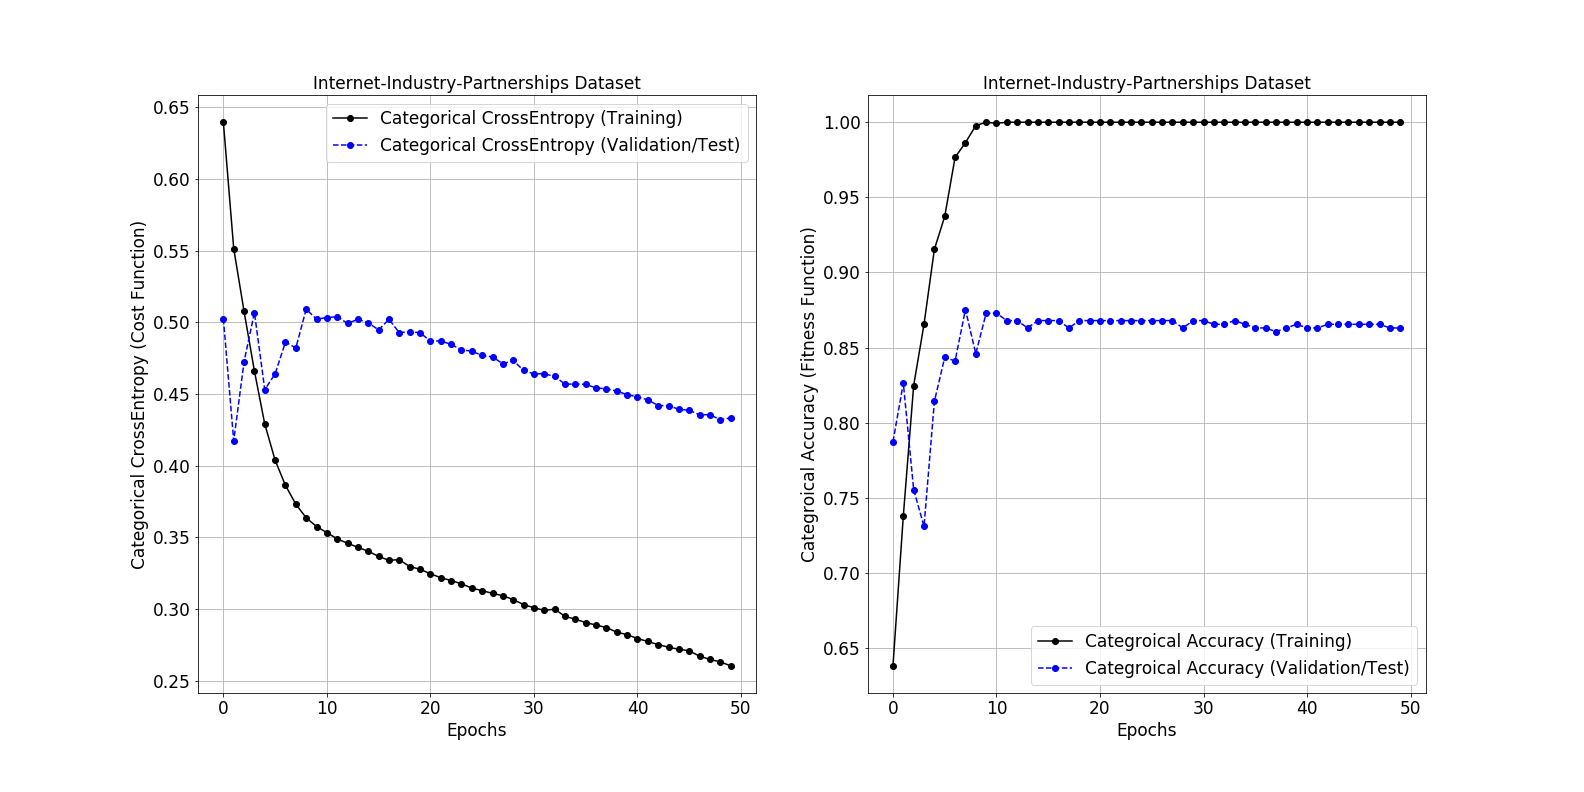 Internet-Industry-Partnerships Dataset
Categorical CrossEntropy (Training)
Categorical CrossEntropy (Validation/Test)
Categorical CrossEntropy (Cost Function)
0.65
0.60
0.55
0.50
0.45
0.40
0.35
0.30
0.25
0 10 20 30 40 50
Epochs
Internet-Industry-Partnerships Dataset
Categroical Accuracy (Fitness Function)
1.00
0.95
0.90
0.85
0.80
0.75
0.70
0.65
Categroical Accuracy (Training)
Categroical Accuracy (Validation/Test)
0 10 20 30 40 50
Epochs